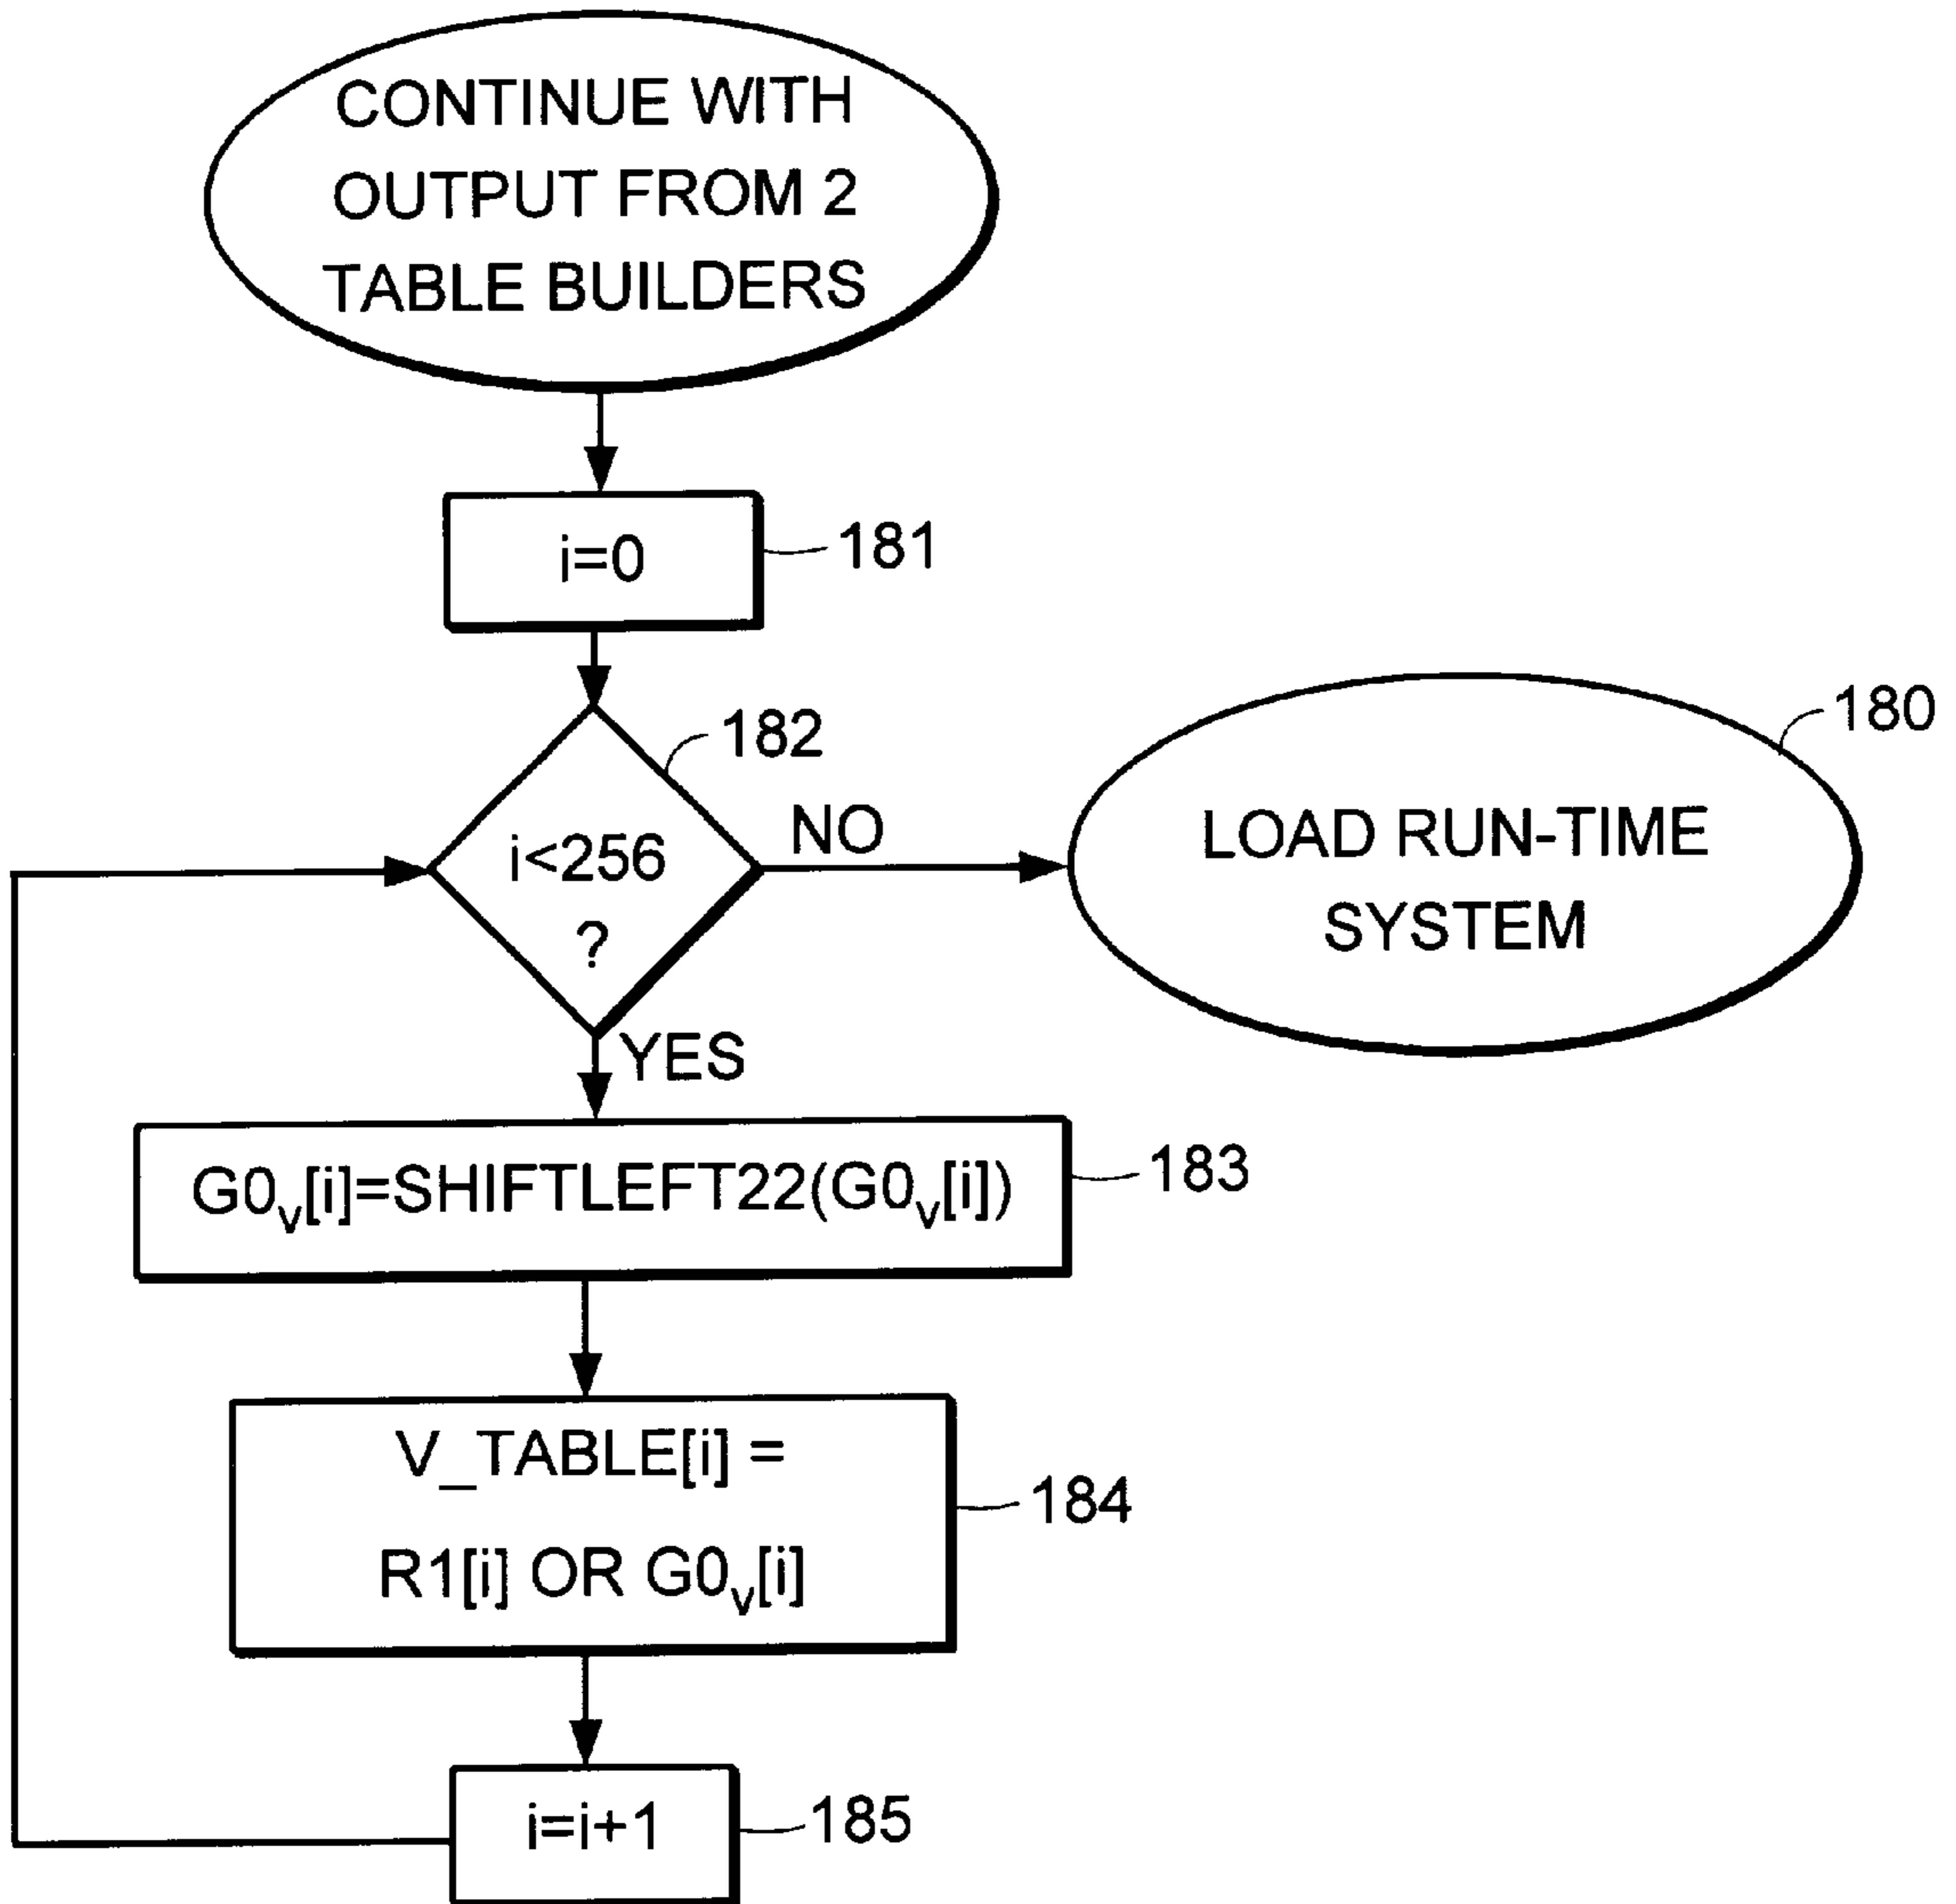 CONTINUE WITH
OUTPUT FROM 2
TABLE BUILDERS
i=0
181
182
i<256
?
NO
YES
180
LOAD RUN-TIME
SYSTEM
G0v[i]=SHIFTLEFT22(G0v[i])
183
V_TABLE[i] =
R1[i] OR G0v[i]
184
i=i+1
185